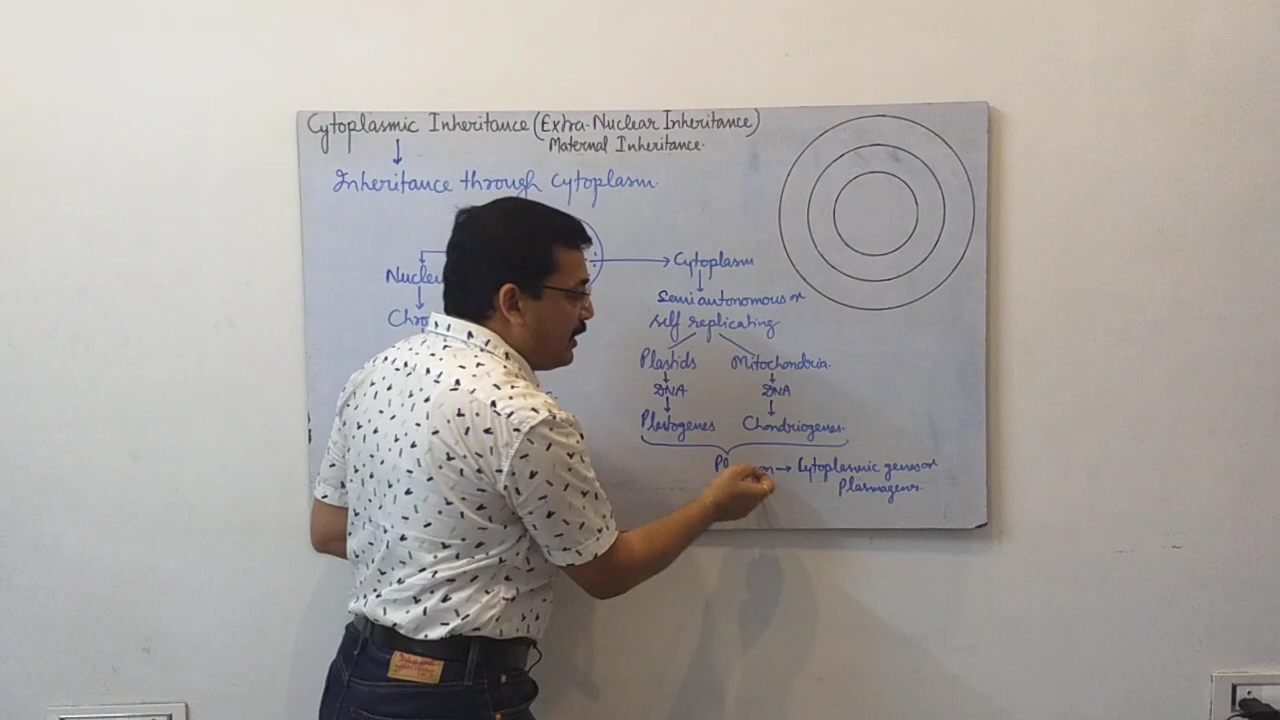 Cytoplasmic Inheritance (Extra-Nuclear Inheritance)
Maternal Inheritance.
Inheritance through Cytoplasm.
Cytoplasm
Semi autonomous or
self replicating
Plastids Mitochondria.
DNA DNA
Plastogenes Chondriogenes.
Cytoplasmic genes or
Plasmagenes.